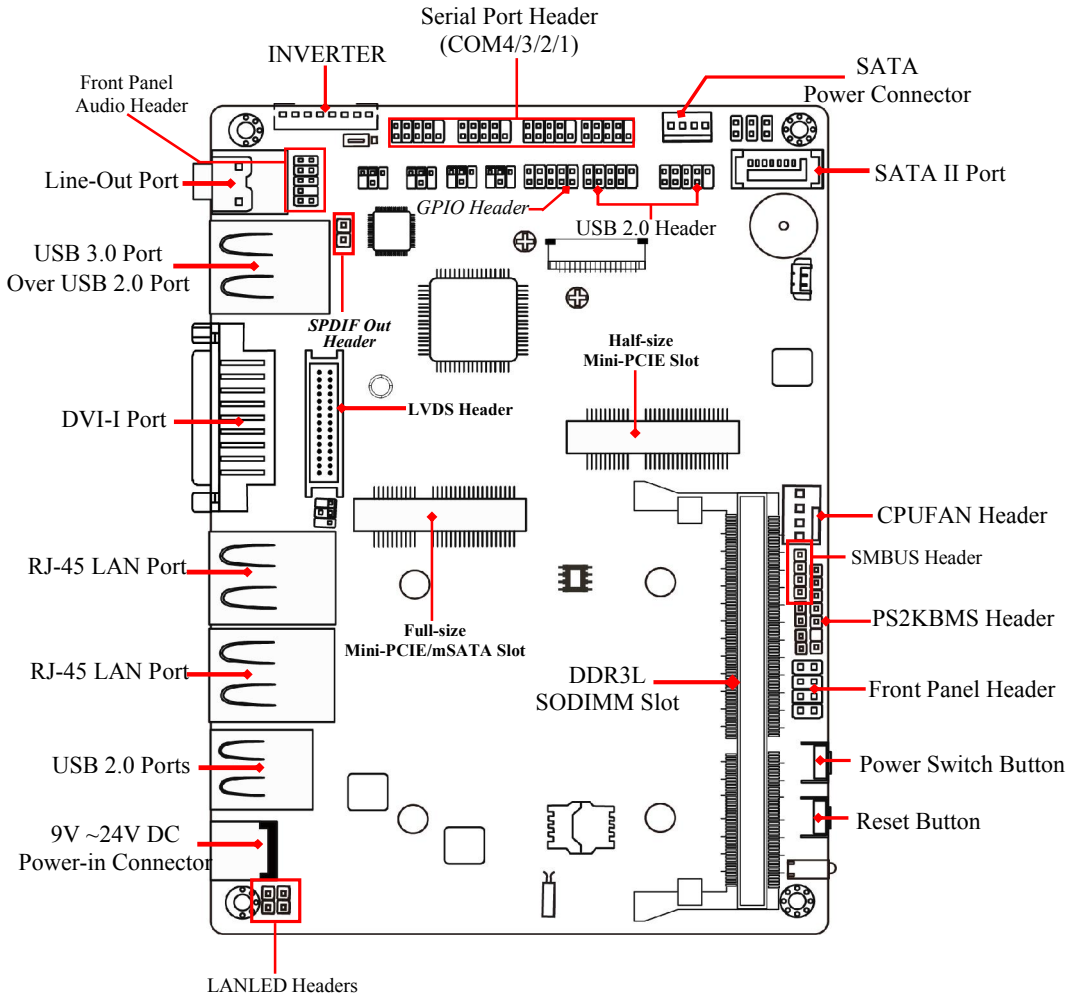 Serial Port Header
(COM4/3/2/1)
INVERTER
SATA
Power Connector
Front Panel
Audio Header
Line-Out Port
SATA II Port
GPIO Header
USB 2.0 Header
USB 3.0 Port
Over USB 2.0 Port
SPDIF Out
Header
Half-size
Mini-PCIE Slot
LVDS Header
DVI-I Port
CPUFAN Header
SMBUS Header
RJ-45 LAN Port
PS2KBMS Header
Full-size
Mini-PCIE/mSATA Slot
RJ-45 LAN Port
DDR3L
SODIMM Slot
Front Panel Header
USB 2.0 Ports
Power Switch Button
9V ~24V DC
Power-in Connector
Reset Button
LANLED Headers